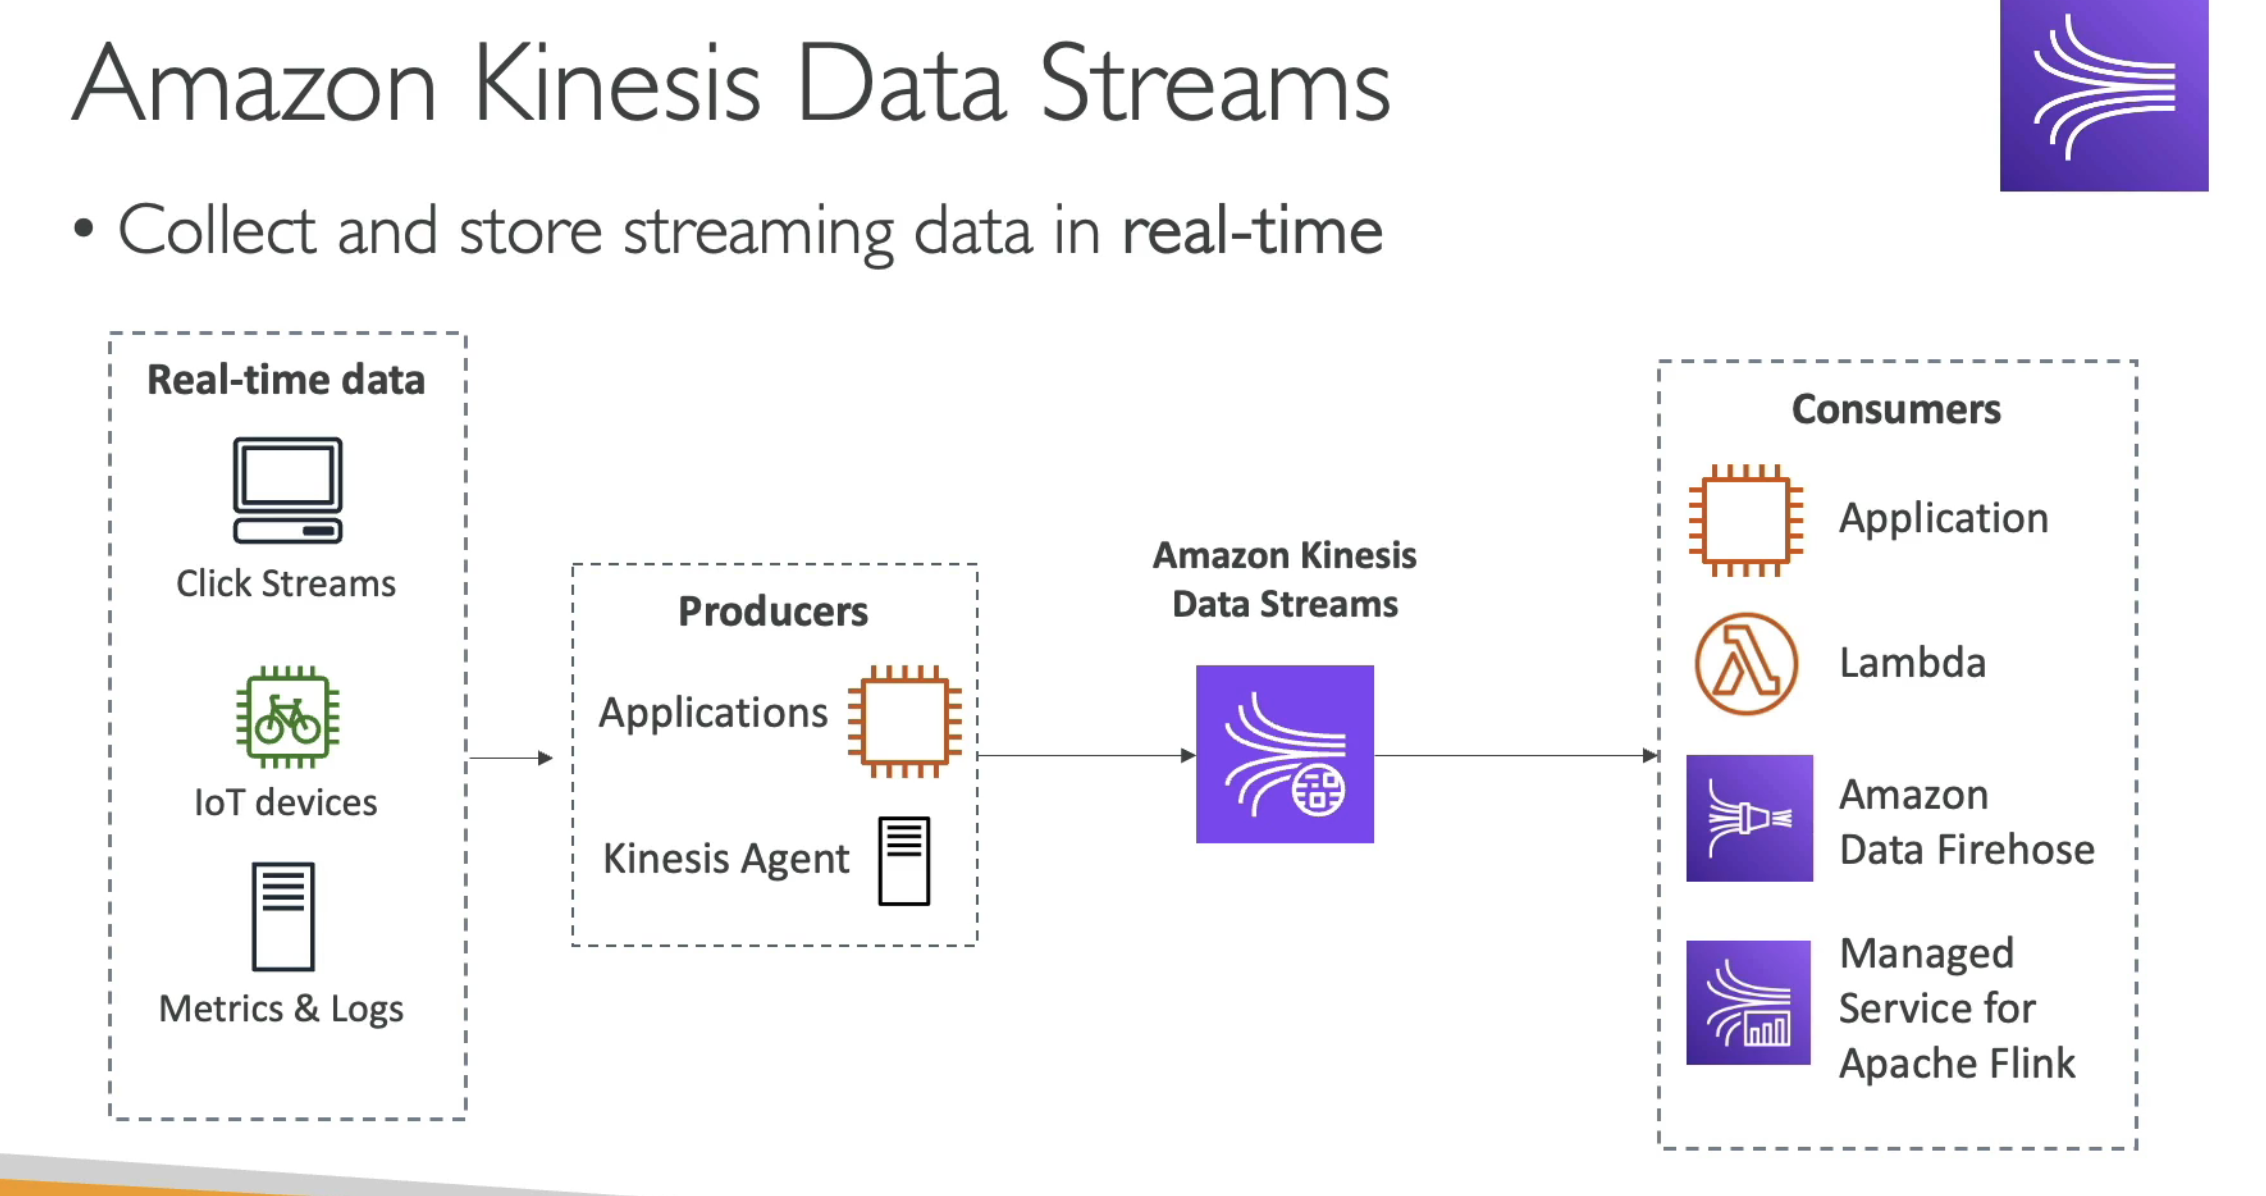 Amazon Kinesis Data Streams
• Collect and store streaming data in real-time
Real-time data
Click Streams
IoT devices
Metrics & Logs
Producers
Applications
Kinesis Agent
Amazon Kinesis
Data Streams
Consumers
Application
Lambda
Amazon
Data Firehose
Managed
Service for
Apache Flink